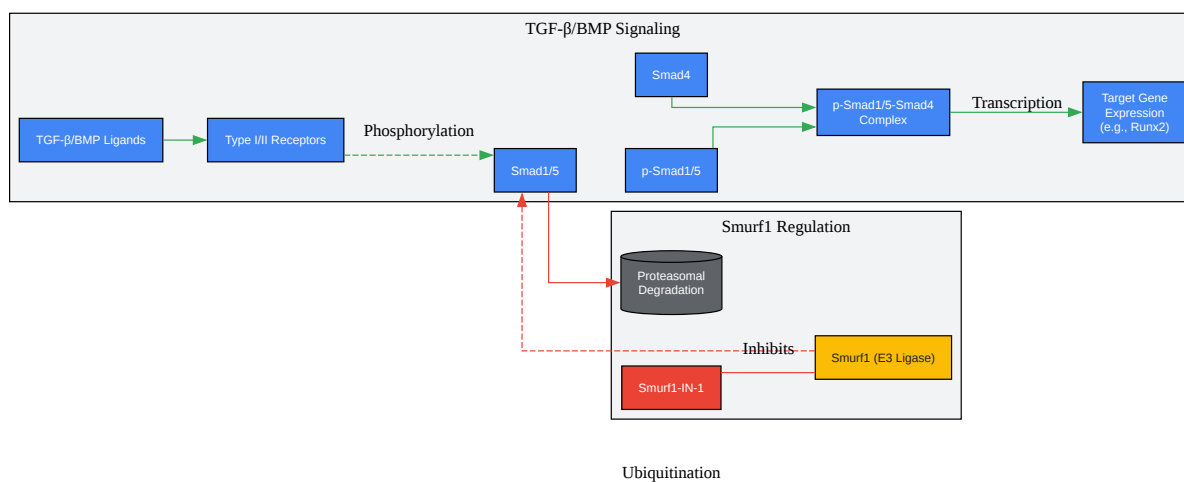 TGF-β/BMP Signaling
Smad4
p-Smad1/5-Smad4
Complex
Transcription
Target Gene
Expression
(e.g., Runx2)
TGF-β/BMP Ligands
Type I/II Receptors
Phosphorylation
Smad1/5
p-Smad1/5
Smurf1 Regulation
Proteasomal
Degradation
Inhibits
Smurf1 (E3 Ligase)
Smurf1-IN-1
Ubiquitination